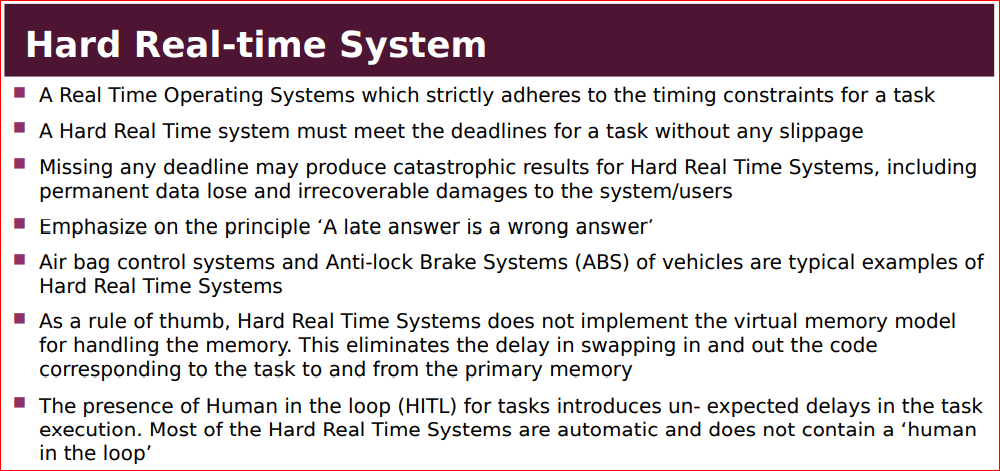 Hard Real-time System
A Real Time Operating Systems which strictly adheres to the timing constraints for a task
A Hard Real Time system must meet the deadlines for a task without any slippage
Missing any deadline may produce catastrophic results for Hard Real Time Systems, including
permanent data lose and irrecoverable damages to the system/users
Emphasize on the principle ‘A late answer is a wrong answer’
Air bag control systems and Anti-lock Brake Systems (ABS) of vehicles are typical examples of
Hard Real Time Systems
As a rule of thumb, Hard Real Time Systems does not implement the virtual memory model
for handling the memory. This eliminates the delay in swapping in and out the code
corresponding to the task to and from the primary memory
The presence of Human in the loop (HITL) for tasks introduces un- expected delays in the task
execution. Most of the Hard Real Time Systems are automatic and does not contain a ‘human
in the loop’